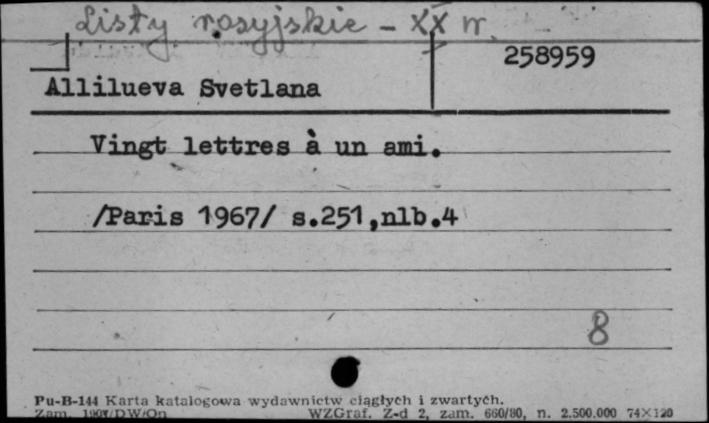 Listy rosyjskie - XX w.
258959
Allilueva Svetlana
Vingt lettres à un ami.
/Paris 1967/ s.251,nlb.4
8
Pu-B-144 Karta katalogowa wydawnictw ciągłych i zwartych.
Zam. WZGraf. Z-d 2, zam. 660/80, n. 2.500.000 74×120